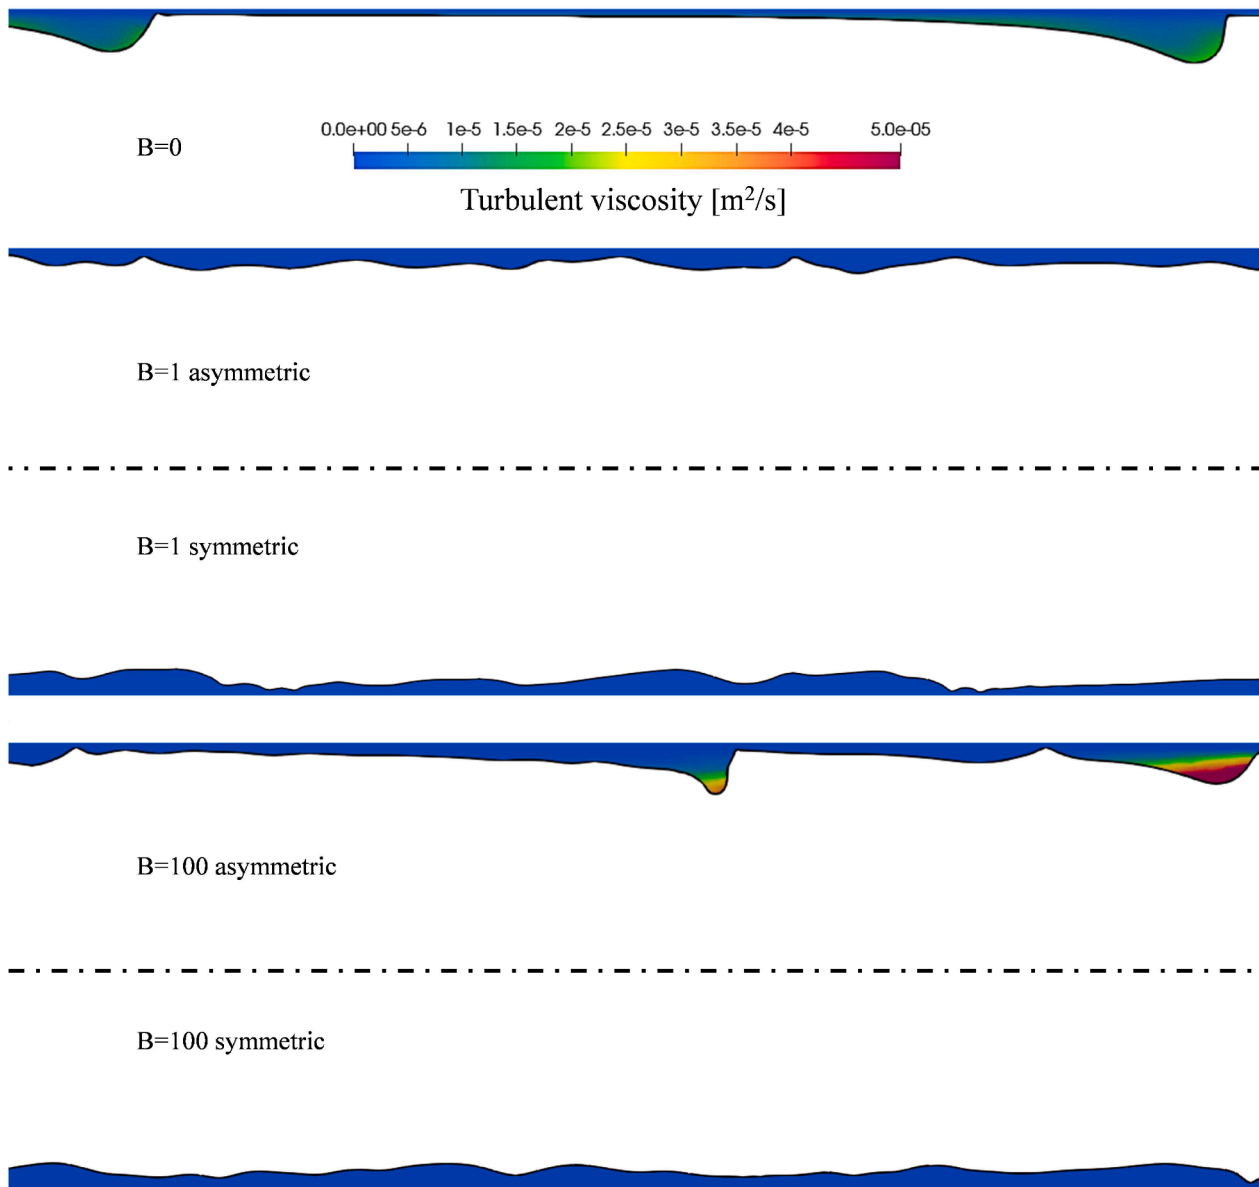 B=0
0.0e+00 5e-6 1e-5 1.5e-5 2e-5 2.5e-5 3e-5 3.5e-5 4e-5 5.0e-05
Turbulent viscosity [m²/s]
B=1 asymmetric
B=1 symmetric
B=100 asymmetric
B=100 symmetric